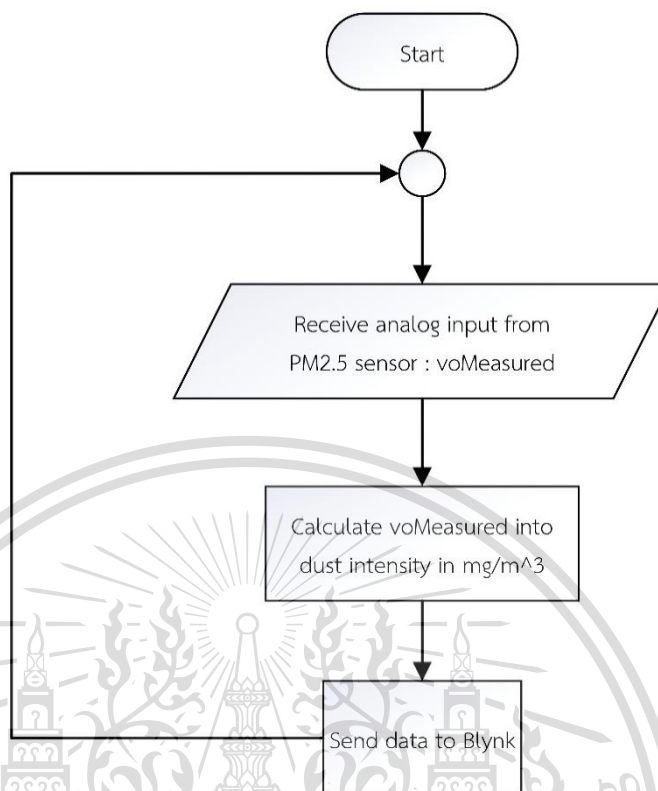 Start
Receive analog input from
PM2.5 sensor : voMeasured
Calculate voMeasured into
dust intensity in mg/m^3
Send data to Blynk